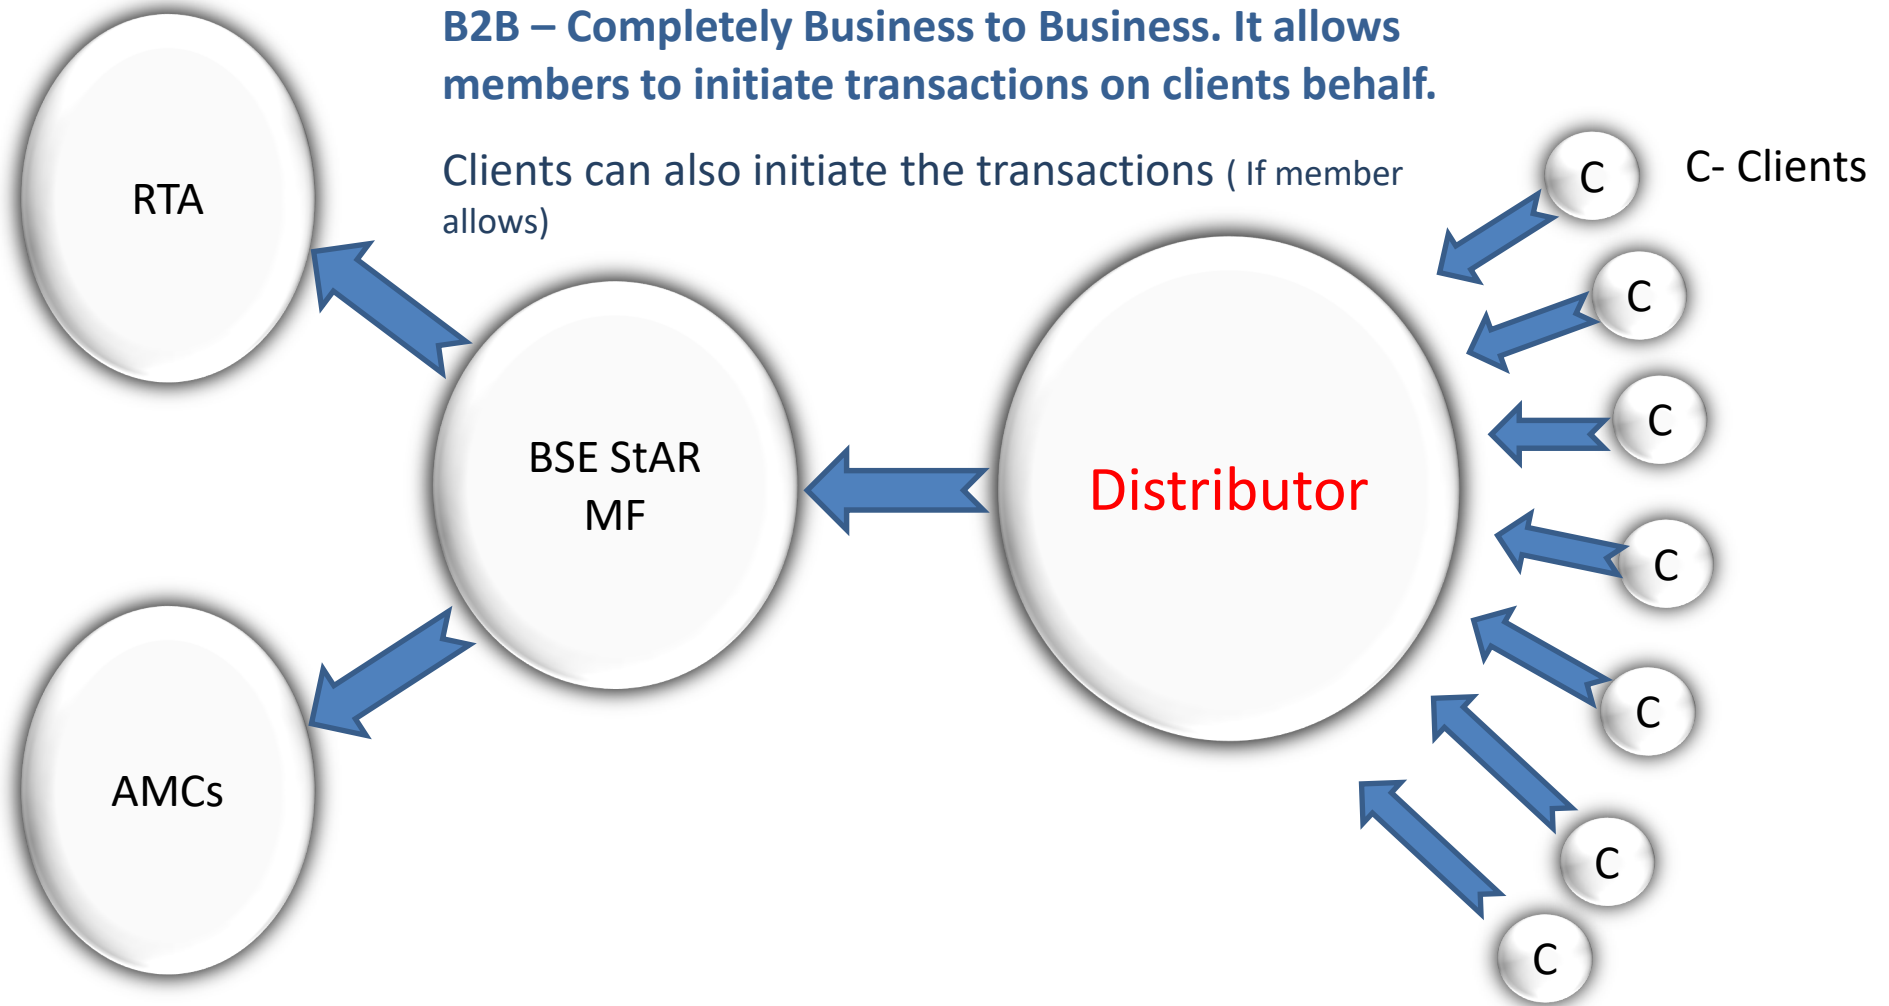 B2B – Completely Business to Business. It allows
members to initiate transactions on clients behalf.
Clients can also initiate the transactions ( If member
allows)
C- Clients
RTA
BSE StAR
MF
AMCs
Distributor
C
C
C
C
C
C
C